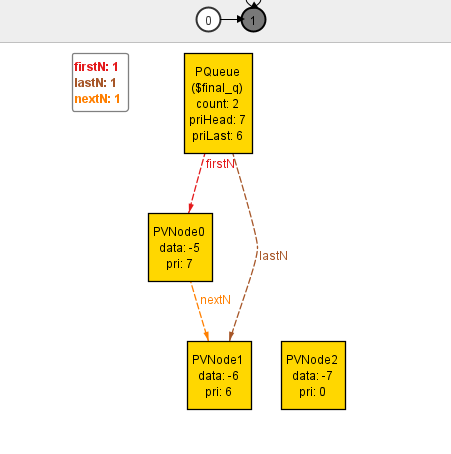 0
1
firstN: 1
lastN: 1
nextN: 1
PQueue
($final_q)
count: 2
priHead: 7
priLast: 6
firstN
PVNode0
data: -5
pri: 7
lastN
nextN
PVNode1
data: -6
pri: 6
PVNode2
data: -7
pri: 0